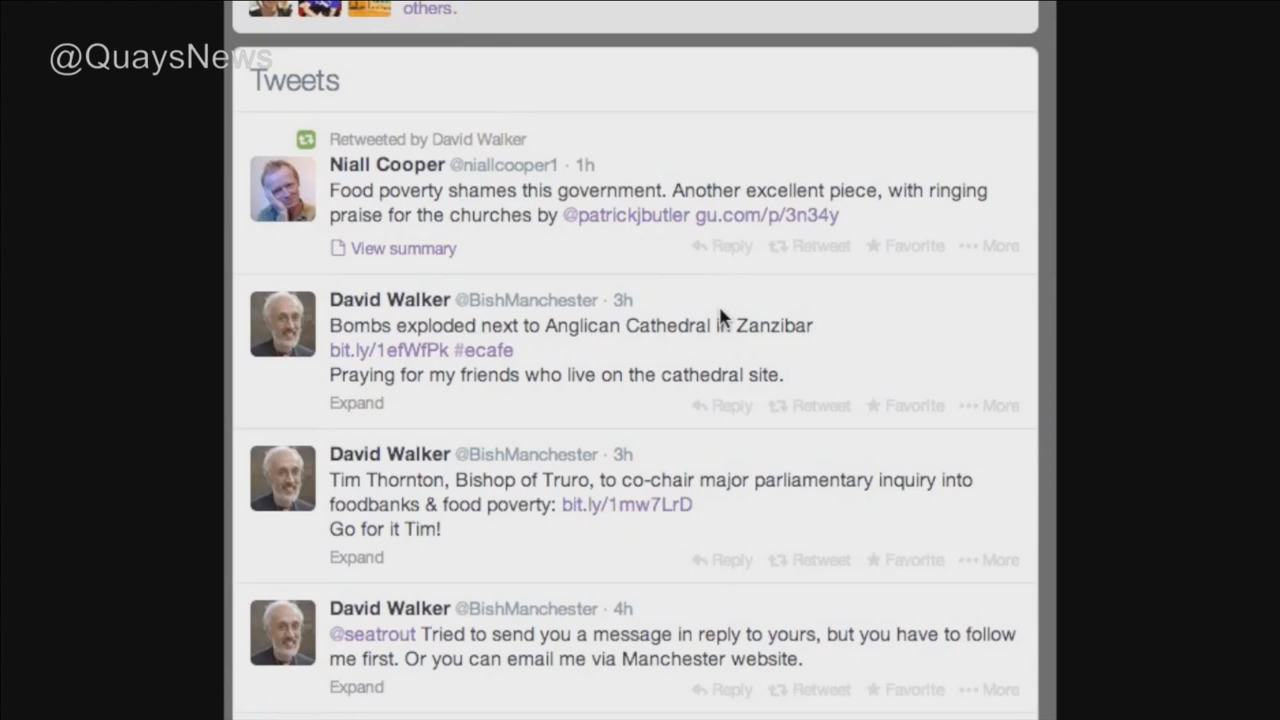 others.
@QuaysNews
Tweets
Retweeted by David Walker
Niall Cooper @niallcooper1 · 1h
Food poverty shames this government. Another excellent piece, with ringing
praise for the churches by @patrickjbutler gu.com/p/3n34y
View summary Reply Retweet Favorite More
David Walker @BishManchester · 3h
Bombs exploded next to Anglican Cathedral in Zanzibar
bit.ly/1efWfPk #ecafe
Praying for my friends who live on the cathedral site.
Expand Reply Retweet Favorite More
David Walker @BishManchester · 3h
Tim Thornton, Bishop of Truro, to co-chair major parliamentary inquiry into
foodbanks & food poverty: bit.ly/1mw7LrD
Go for it Tim!
Expand Reply Retweet Favorite More
David Walker @BishManchester · 4h
@seatrout Tried to send you a message in reply to yours, but you have to follow
me first. Or you can email me via Manchester website.
Expand Reply Retweet Favorite More